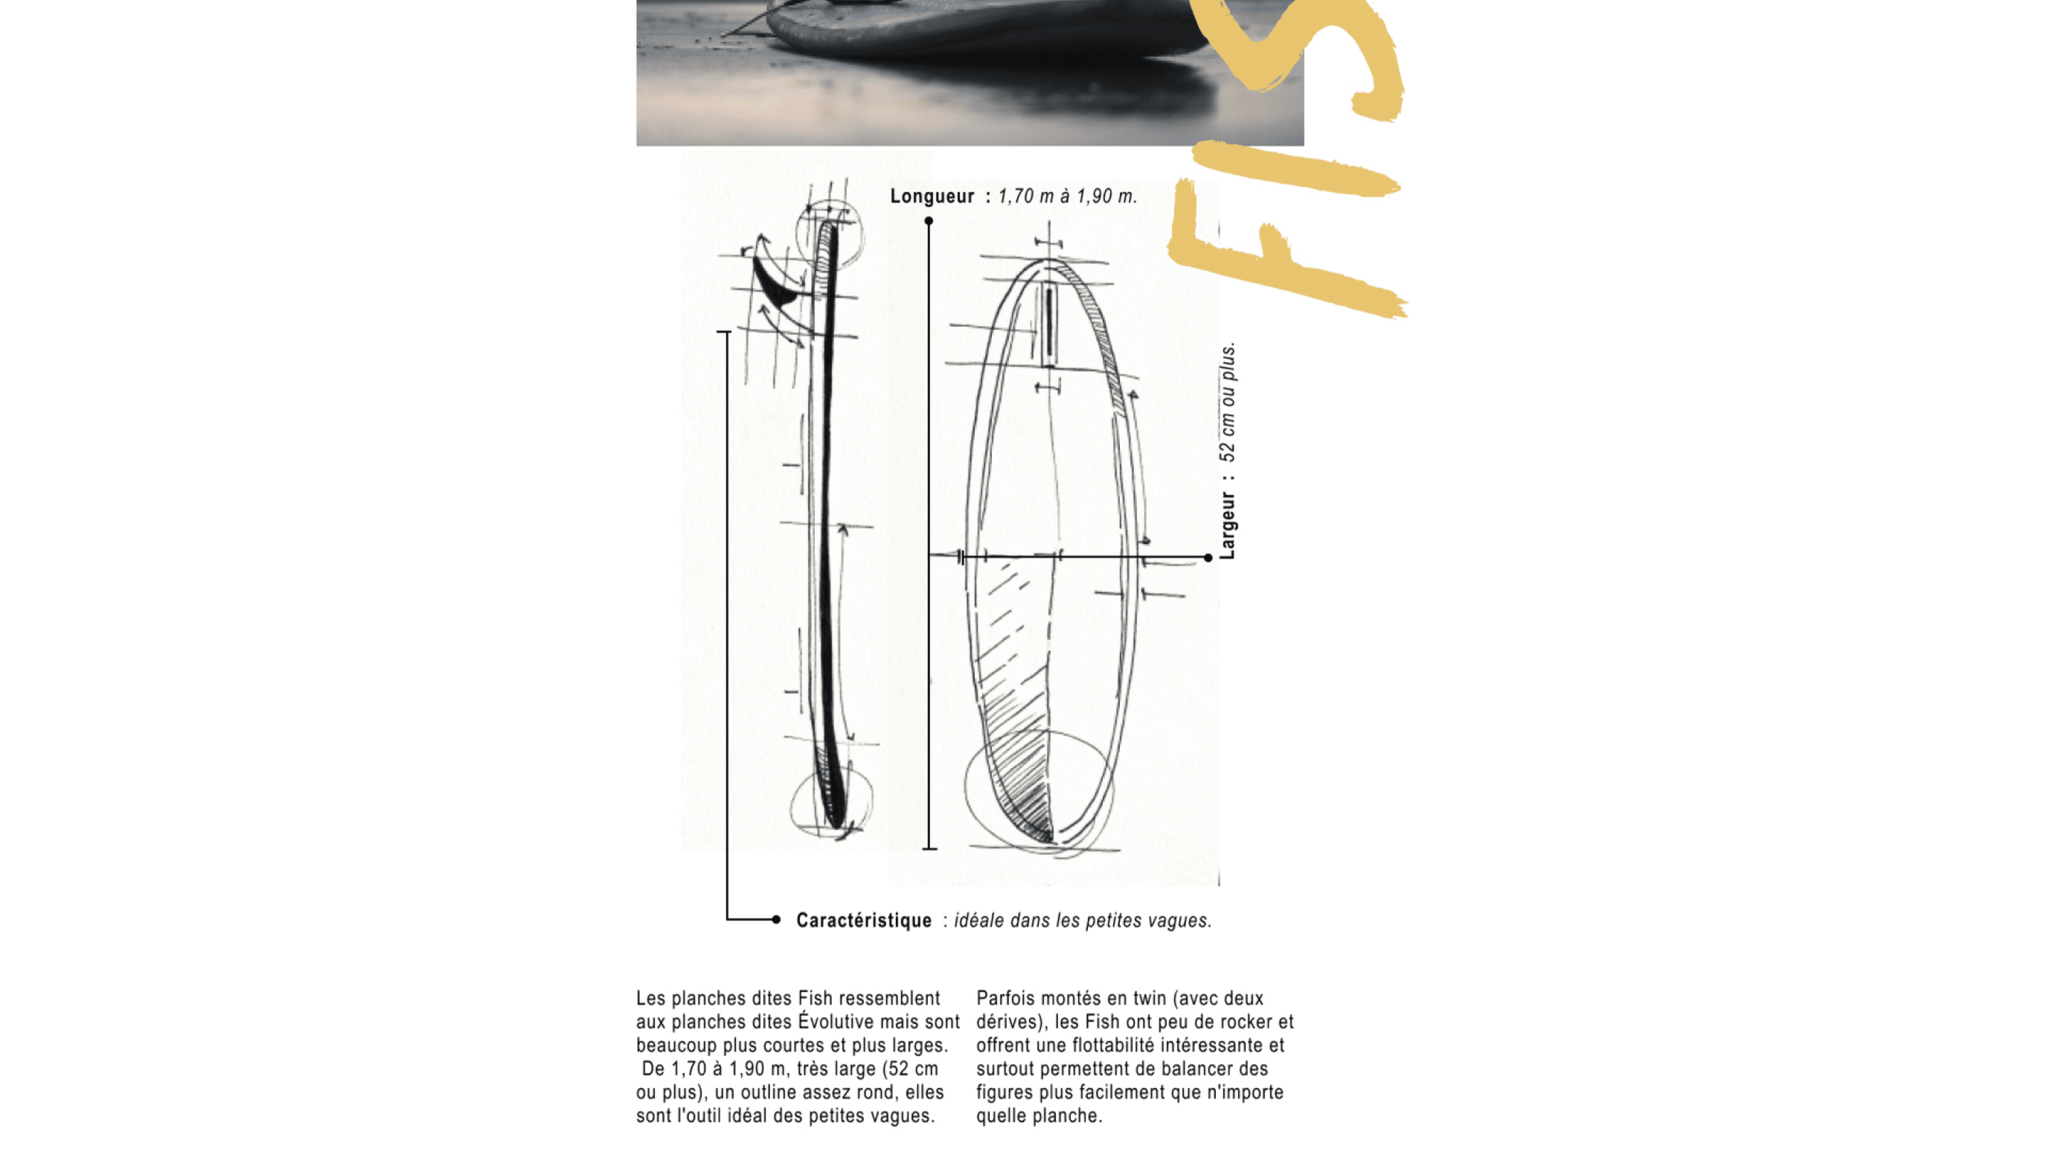 FIS
Longueur : 1,70 m à 1,90 m.
Largeur : 52 cm ou plus.
Caractéristique : idéale dans les petites vagues.
Les planches dites Fish ressemblent
aux planches dites Évolutive mais sont
beaucoup plus courtes et plus larges.
De 1,70 à 1,90 m, très large (52 cm
ou plus), un outline assez rond, elles
sont l'outil idéal des petites vagues.
Parfois montés en twin (avec deux
dérives), les Fish ont peu de rocker et
offrent une flottabilité intéressante et
surtout permettent de balancer des
figures plus facilement que n'importe
quelle planche.